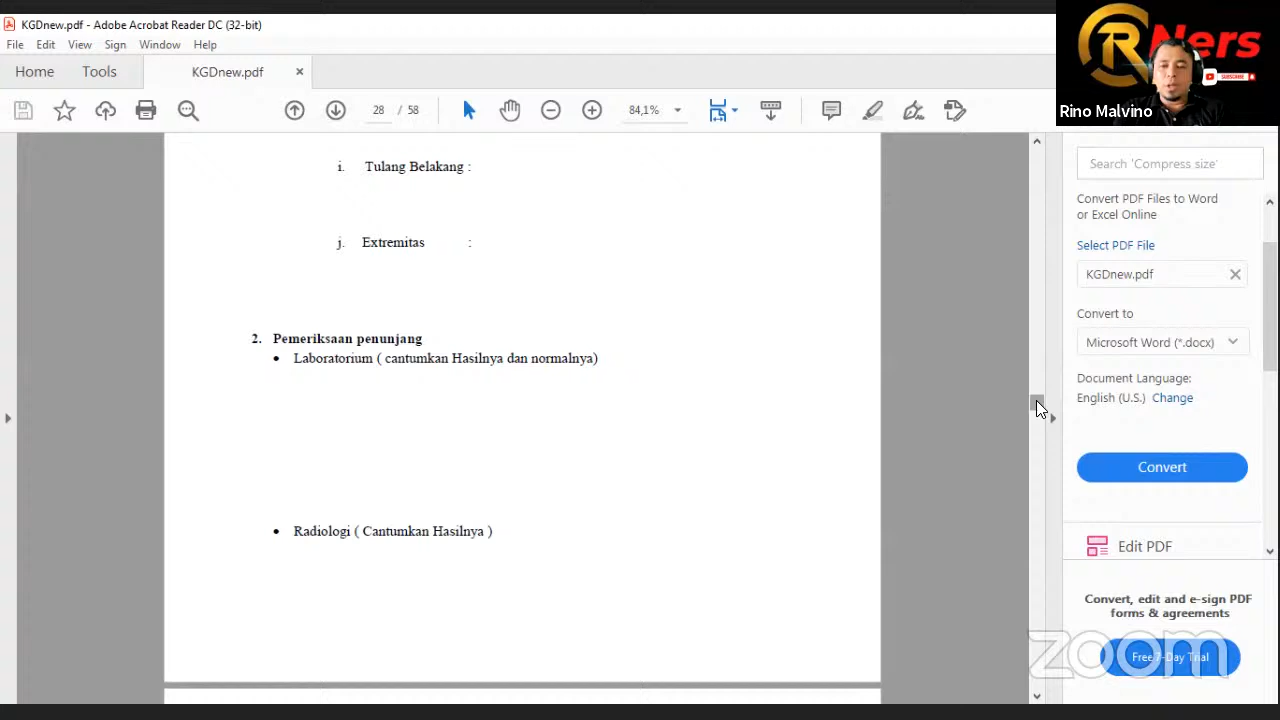 KGDnew.pdf - Adobe Acrobat Reader DC (32-bit)
File Edit View Sign Window Help
Home Tools KGDnew.pdf ×
28 / 58 84,1%
Ners
SUBSCRIBE
Rino Malvino
i. Tulang Belakang :
j. Extremitas :
2. Pemeriksaan penunjang
• Laboratorium ( cantumkan Hasilnya dan normalnya)
• Radiologi ( Cantumkan Hasilnya )
Search 'Compress size'
Convert PDF Files to Word
or Excel Online
Select PDF File
KGDnew.pdf
Convert to
Microsoft Word (*.docx)
Document Language:
English (U.S.) Change
Convert
Edit PDF
Convert, edit and e-sign PDF
forms & agreements
Free 7-Day Trial
zoom